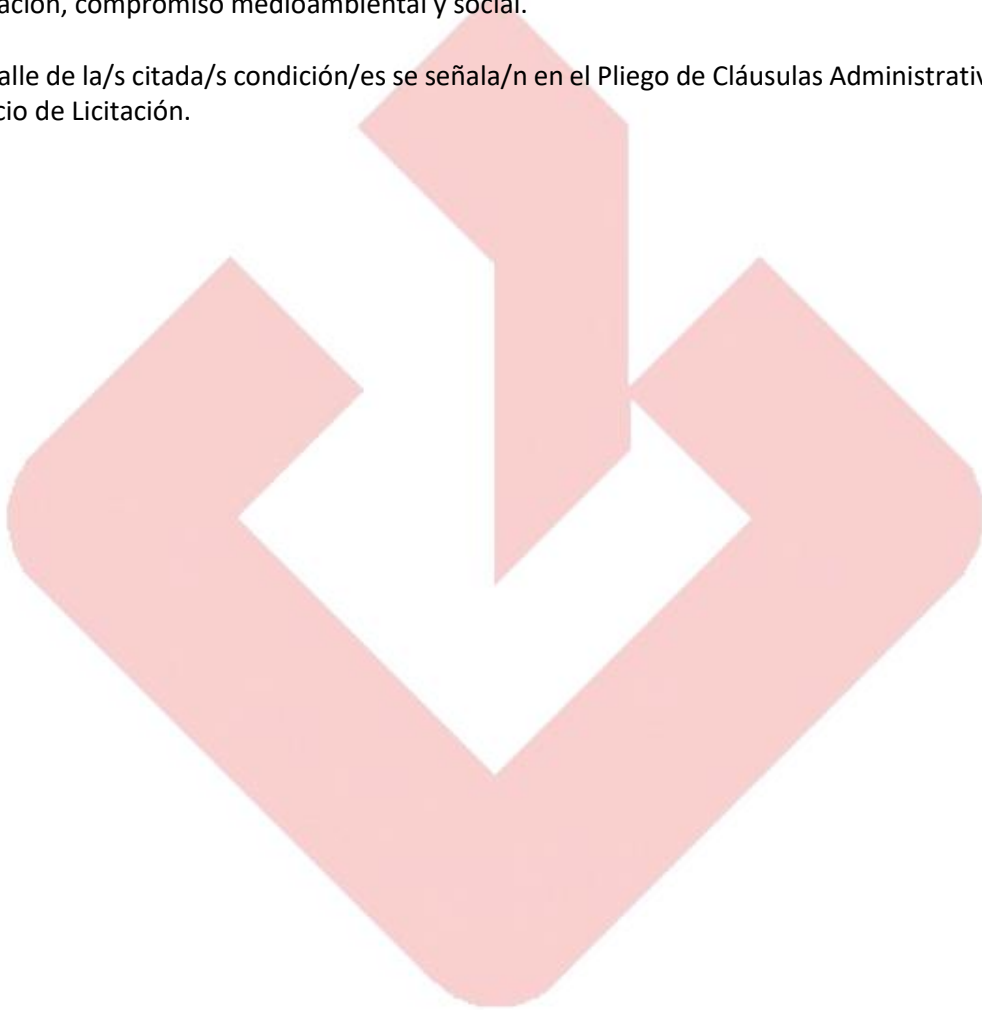 ación, compromiso medioambiental y social.
alle de la/s citada/s condición/es se señala/n en el Pliego de Cláusulas Administrativ
cio de Licitación.